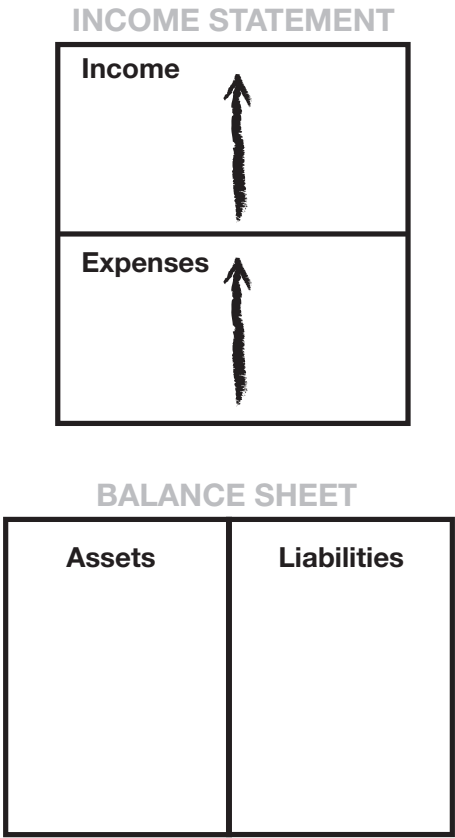 INCOME STATEMENT
Income
Expenses
BALANCE SHEET
Assets Liabilities